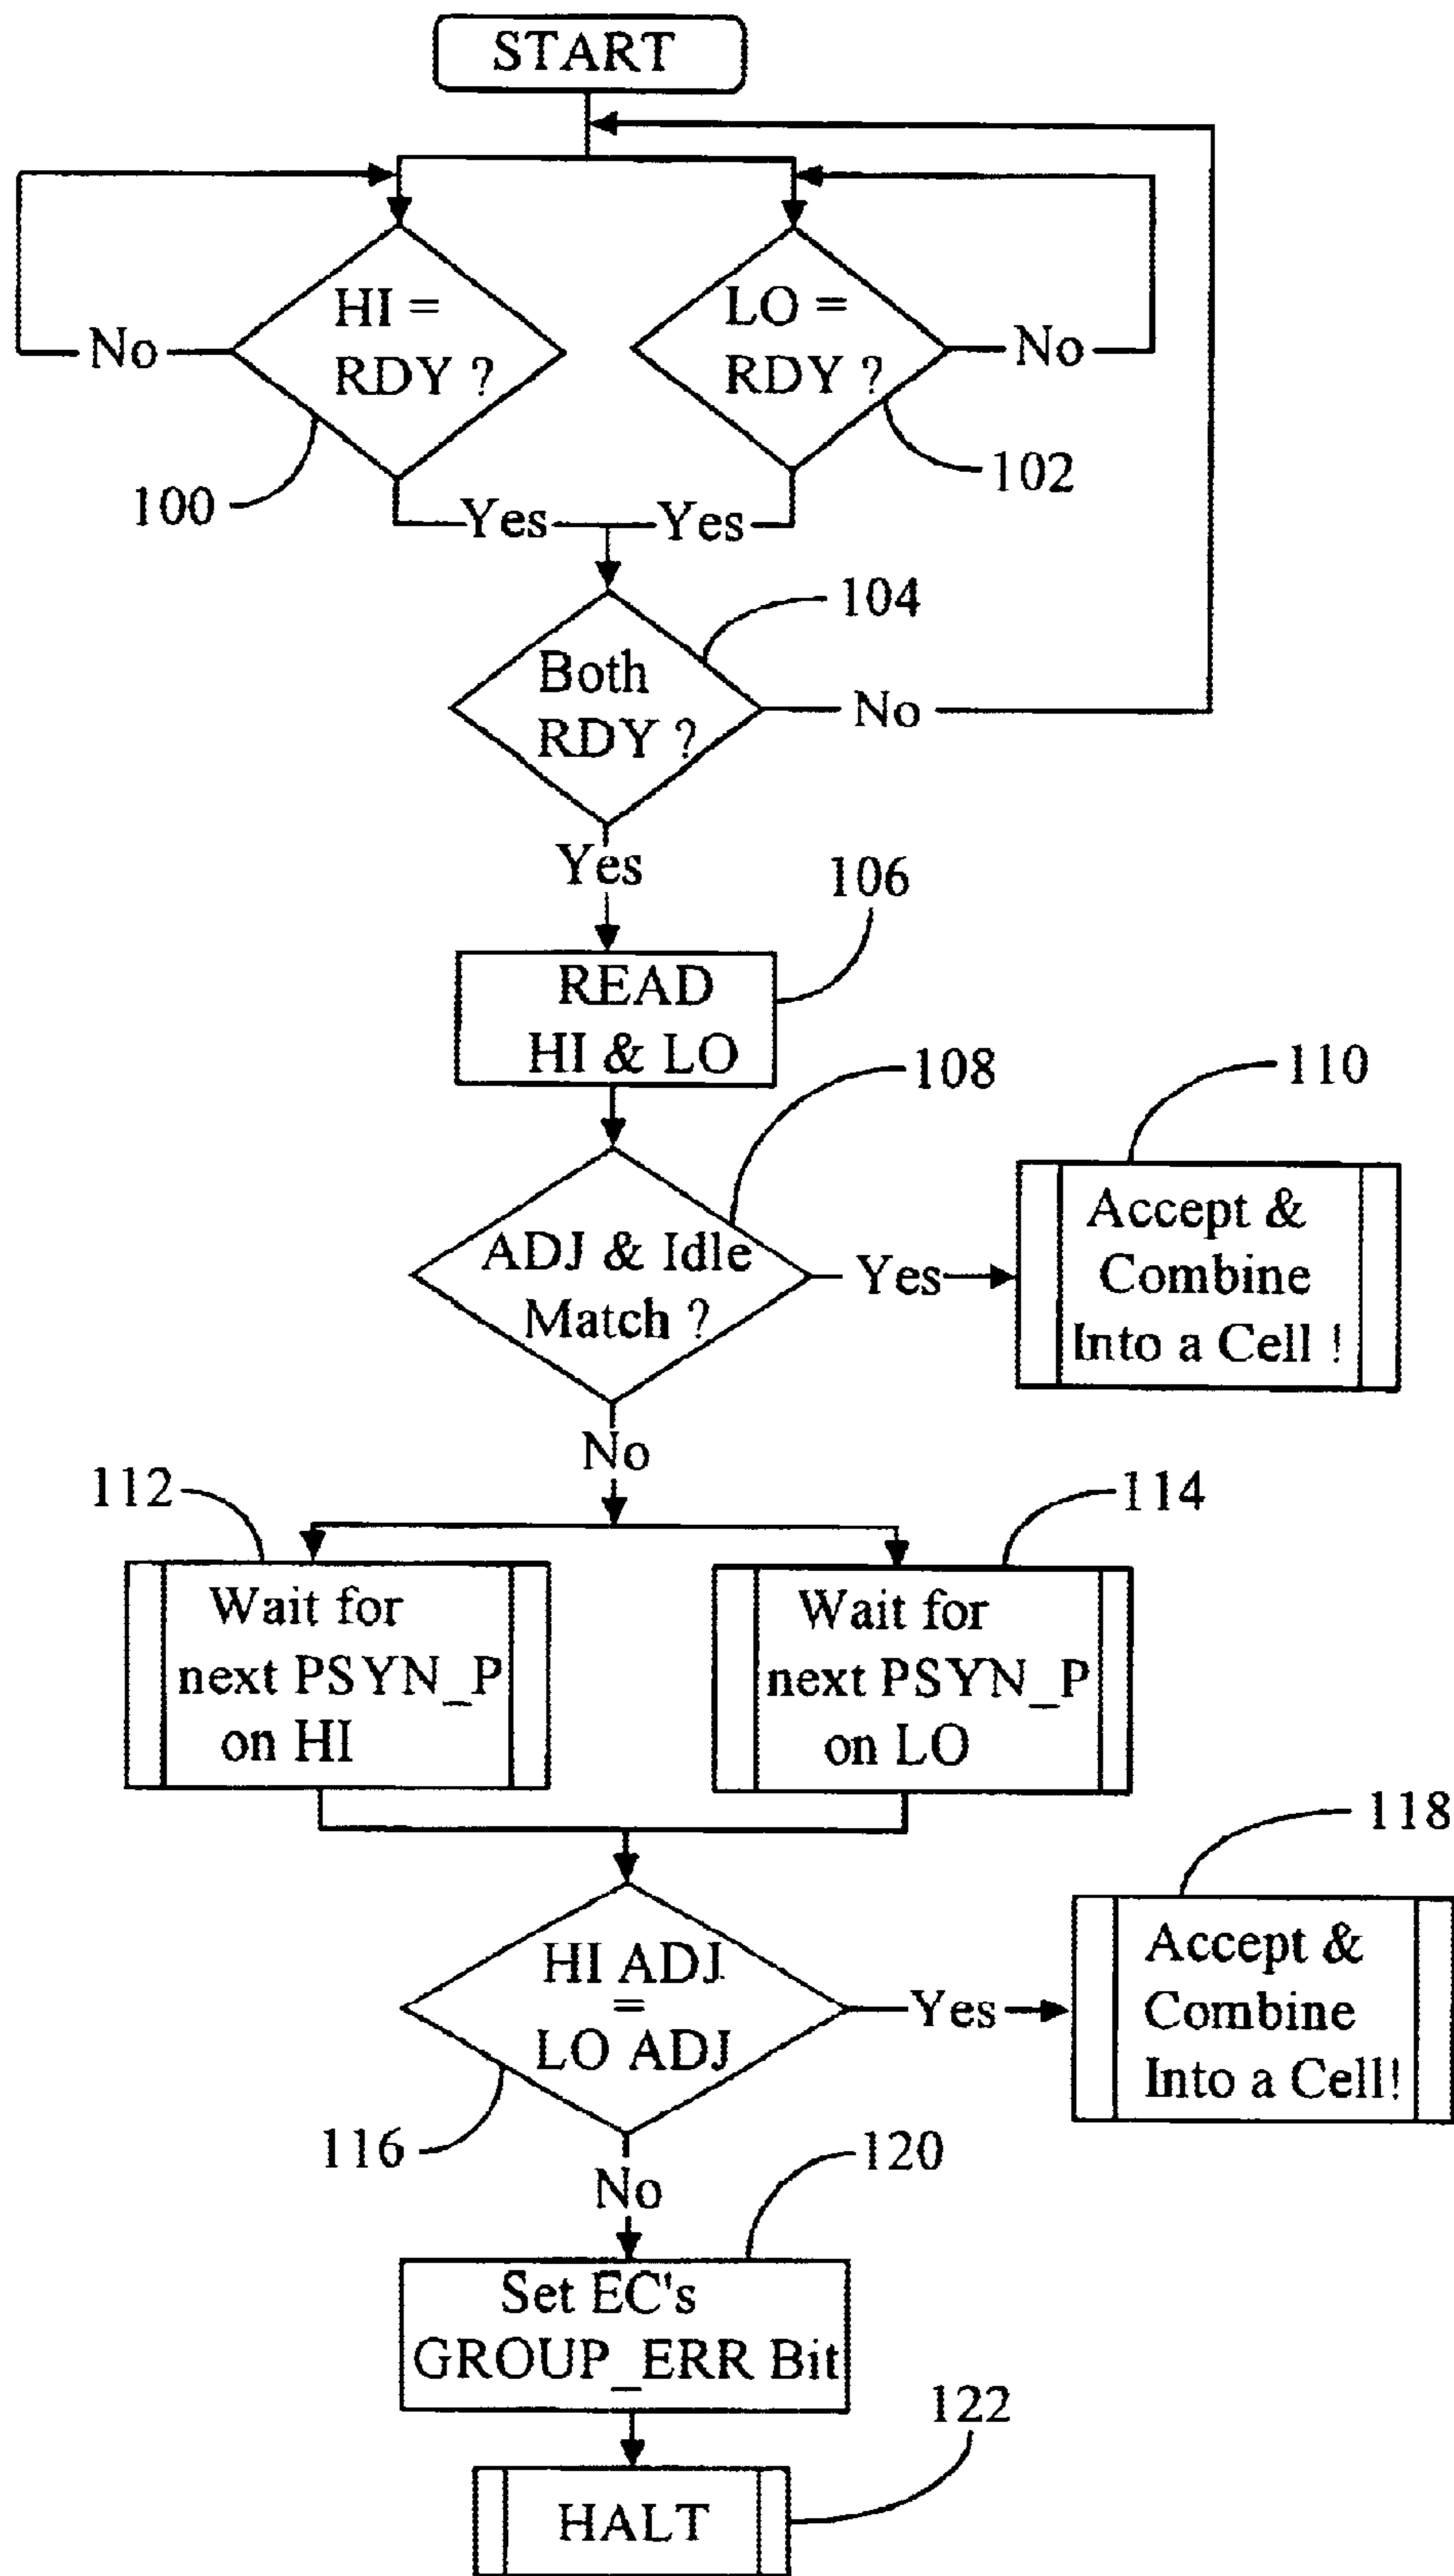 START
HI =
RDY ?
No
100
LO =
RDY ?
No
102
Yes
Yes
104
Both
RDY ?
No
Yes
106
READ
HI & LO
108
110
ADJ & Idle
Match ?
Yes
Accept &
Combine
Into a Cell !
No
112
114
Wait for
next PSYN_P
on HI
Wait for
next PSYN_P
on LO
118
HI ADJ
=
LO ADJ
Yes
Accept &
Combine
Into a Cell!
116
No
120
Set EC's
GROUP_ERR Bit
122
HALT